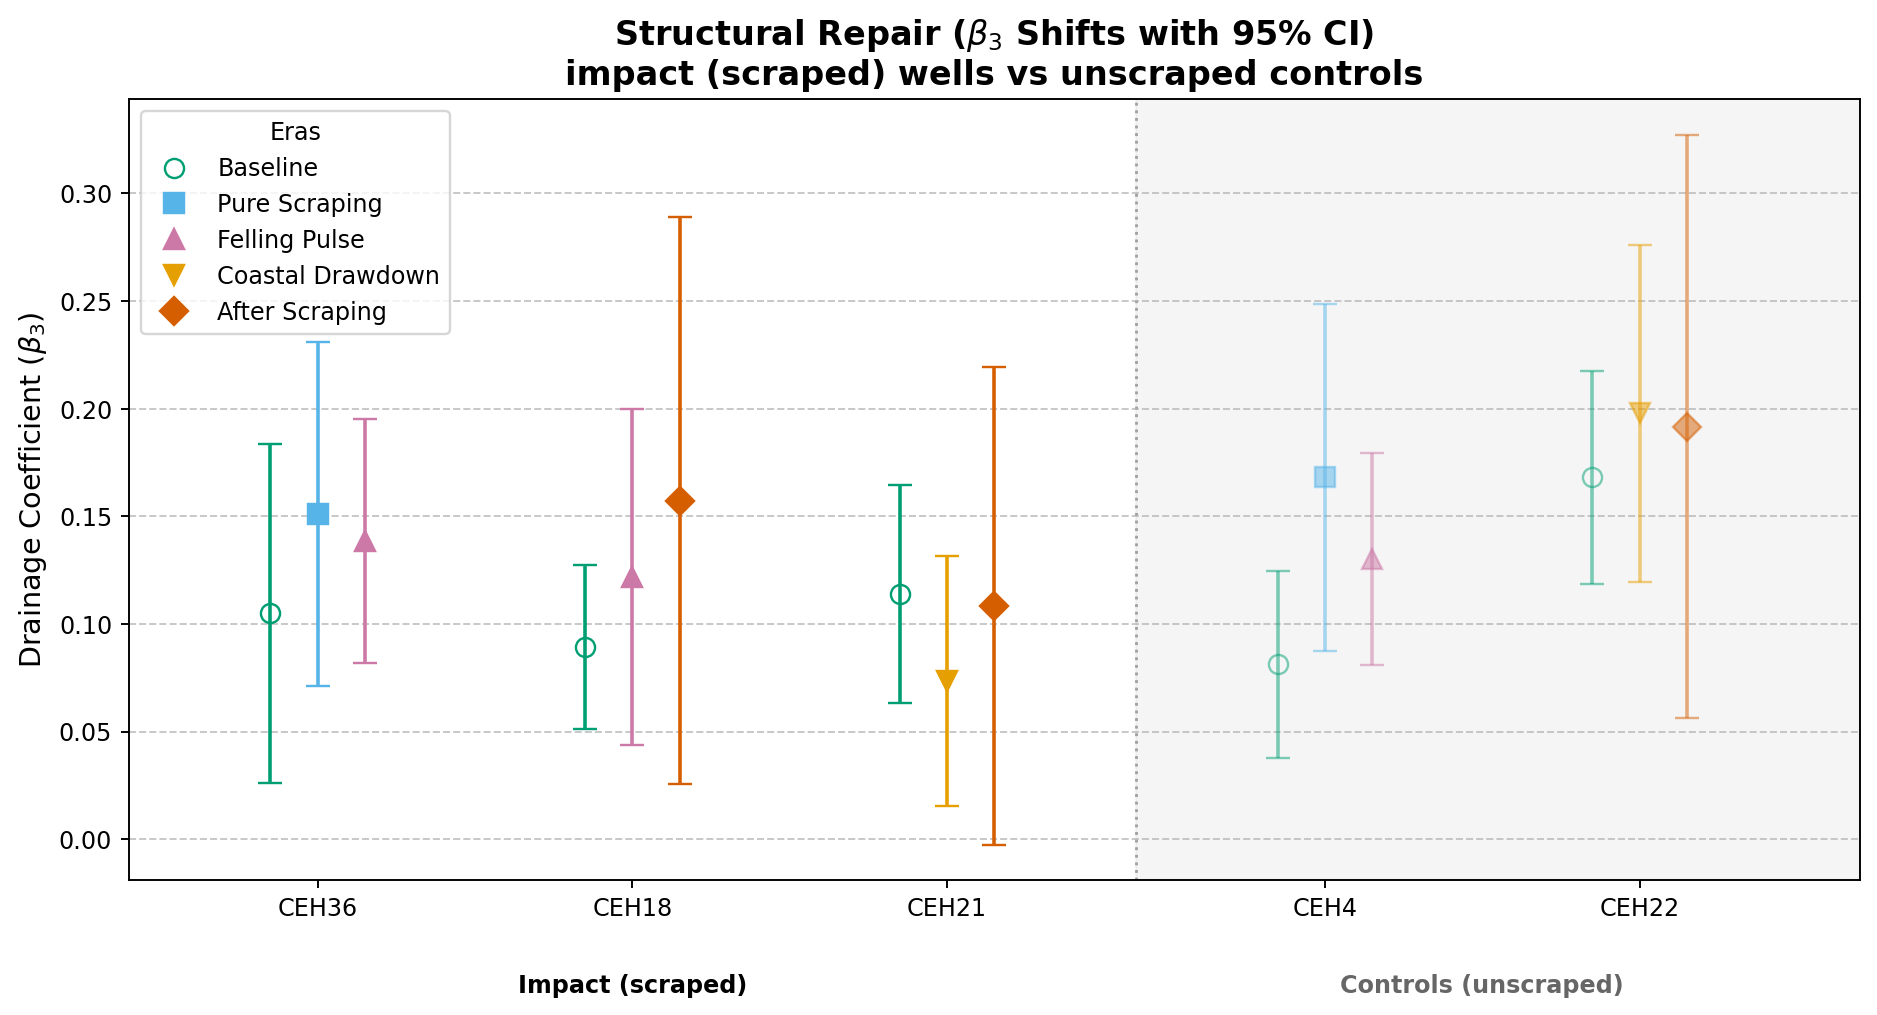 Structural Repair (β₃ Shifts with 95% CI)
impact (scraped) wells vs unscraped controls
Eras
Baseline
Pure Scraping
Felling Pulse
Coastal Drawdown
After Scraping
Drainage Coefficient (β₃)
0.30
0.25
0.20
0.15
0.10
0.05
0.00
CEH36 CEH18 CEH21 CEH4 CEH22
Impact (scraped) Controls (unscraped)